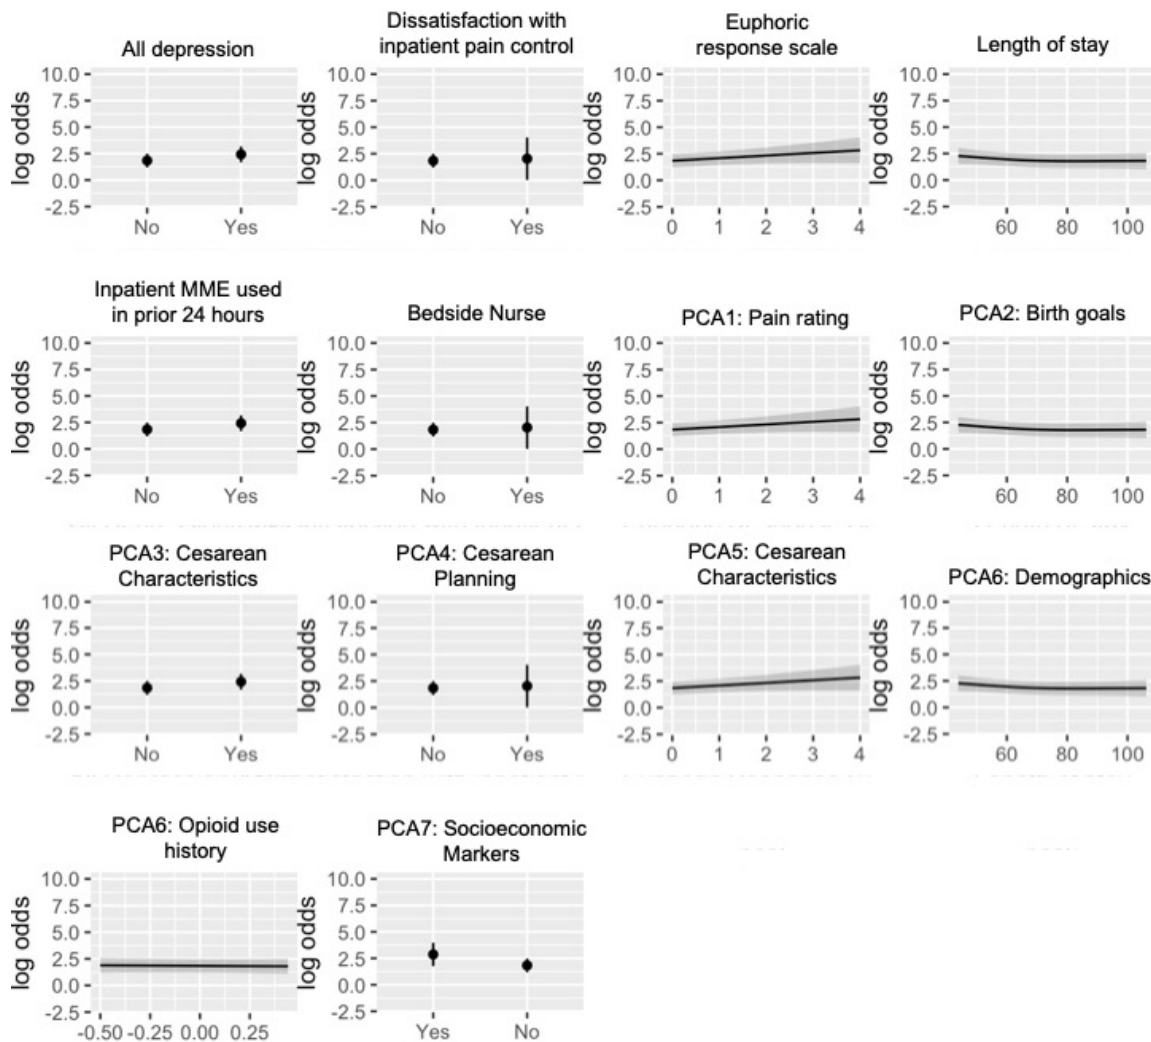 All depression
Dissatisfaction with
inpatient pain control
Euphoric
response scale
Length of stay
log odds
10.0
7.5
5.0
2.5
0.0
-2.5
No
Yes
log odds
10.0
7.5
5.0
2.5
0.0
-2.5
No
Yes
log odds
10.0
7.5
5.0
2.5
0.0
-2.5
0
1
2
3
4
log odds
10.0
7.5
5.0
2.5
0.0
-2.5
60
80
100
Inpatient MME used
in prior 24 hours
Bedside Nurse
PCA1: Pain rating
PCA2: Birth goals
log odds
10.0
7.5
5.0
2.5
0.0
-2.5
No
Yes
log odds
10.0
7.5
5.0
2.5
0.0
-2.5
No
Yes
log odds
10.0
7.5
5.0
2.5
0.0
-2.5
0
1
2
3
4
log odds
10.0
7.5
5.0
2.5
0.0
-2.5
60
80
100
PCA3: Cesarean
Characteristics
PCA4: Cesarean
Planning
PCA5: Cesarean
Characteristics
PCA6: Demographics
log odds
10.0
7.5
5.0
2.5
0.0
-2.5
No
Yes
log odds
10.0
7.5
5.0
2.5
0.0
-2.5
No
Yes
log odds
10.0
7.5
5.0
2.5
0.0
-2.5
0
1
2
3
4
log odds
10.0
7.5
5.0
2.5
0.0
-2.5
60
80
100
PCA6: Opioid use
history
PCA7: Socioeconomic
Markers
log odds
10.0
7.5
5.0
2.5
0.0
-2.5
-0.50
-0.25
0.00
0.25
log odds
10.0
7.5
5.0
2.5
0.0
-2.5
Yes
No